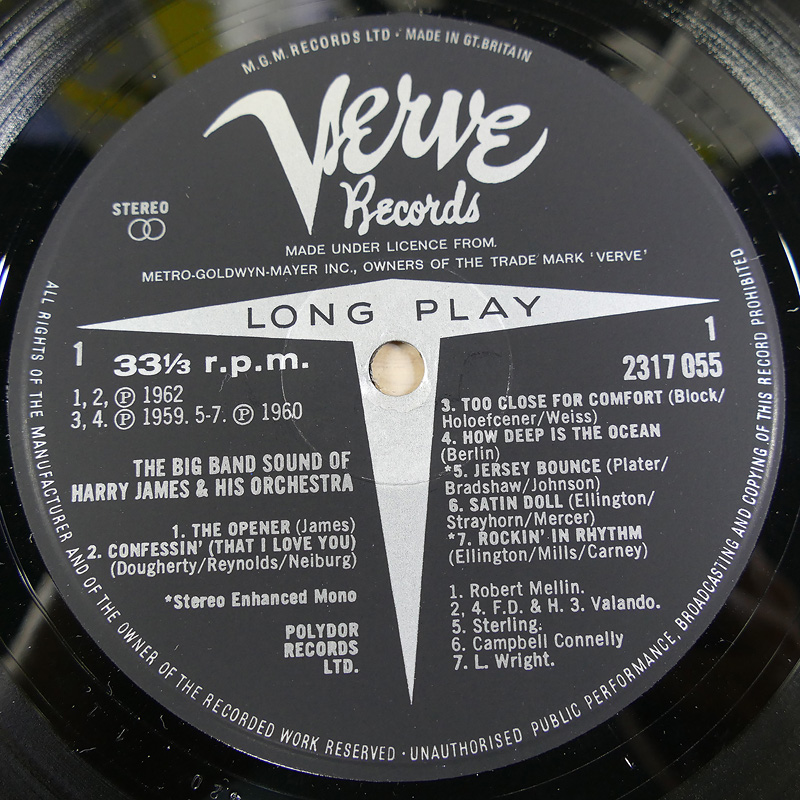 M.G.M. RECORDS LTD · MADE IN GT.BRITAIN
Verve
Records
STEREO
MADE UNDER LICENCE FROM.
METRO-GOLDWYN-MAYER INC., OWNERS OF THE TRADE MARK 'VERVE'
LONG PLAY
1
33⅓ r.p.m.
1, 2, Ⓟ 1962
3, 4. Ⓟ 1959. 5-7. Ⓟ 1960
THE BIG BAND SOUND OF
HARRY JAMES & HIS ORCHESTRA
1. THE OPENER (James)
2. CONFESSIN' (THAT I LOVE YOU)
(Dougherty/Reynolds/Neiburg)
*Stereo Enhanced Mono
POLYDOR
RECORDS
LTD.
1
2317 055
3. TOO CLOSE FOR COMFORT (Block/
Holoefcener/Weiss)
4. HOW DEEP IS THE OCEAN
(Berlin)
*5. JERSEY BOUNCE (Plater/
Bradshaw/Johnson)
6. SATIN DOLL (Ellington/
Strayhorn/Mercer)
*7. ROCKIN' IN RHYTHM
(Ellington/Mills/Carney)
1. Robert Mellin.
2, 4. F.D. & H. 3. Valando.
5. Sterling.
6. Campbell Connelly
7. L. Wright.
ALL RIGHTS OF THE MANUFACTURER AND OF THE OWNER OF THE RECORDED WORK RESERVED · UNAUTHORISED PUBLIC PERFORMANCE, BROADCASTING AND COPYING OF THIS RECORD PROHIBITED